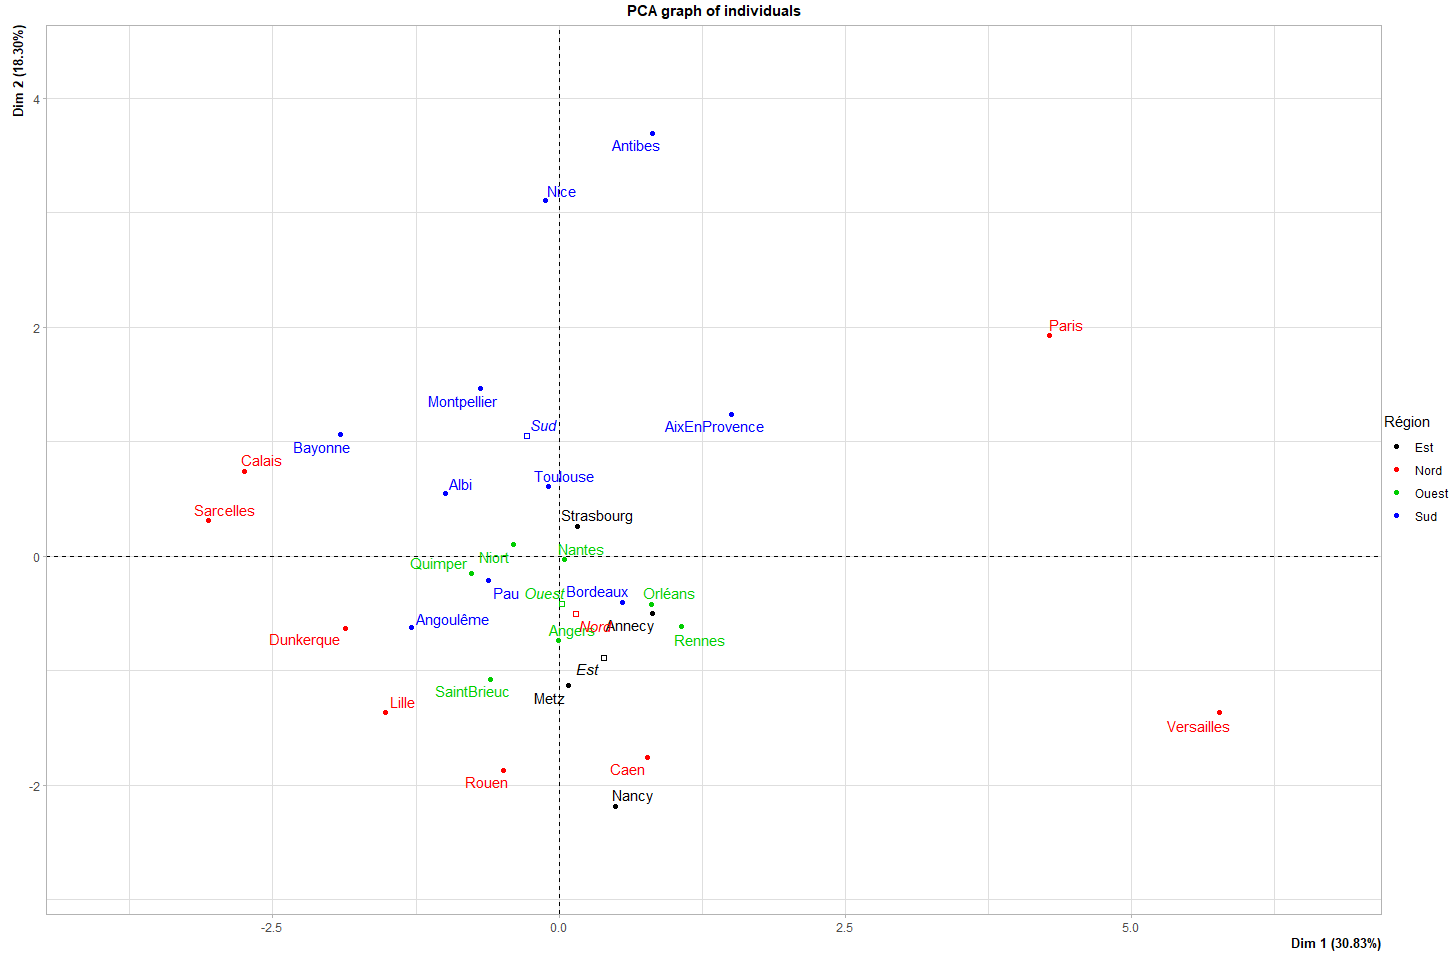 PCA graph of individuals
Dim 2 (18.30%)
4
Antibes
Nice
2
Paris
Montpellier
Sud
AixEnProvence
Bayonne
Calais
Albi
Toulouse
Sarcelles
Strasbourg
0
Niort
Nantes
Quimper
Pau
Ouest
Bordeaux
Orléans
Angoulême
Nord
Annecy
Angers
Dunkerque
Rennes
Est
SaintBrieuc
Metz
Lille
Versailles
Caen
Rouen
Nancy
-2
-2.5
0.0
2.5
5.0
Dim 1 (30.83%)
Région
Est
Nord
Ouest
Sud